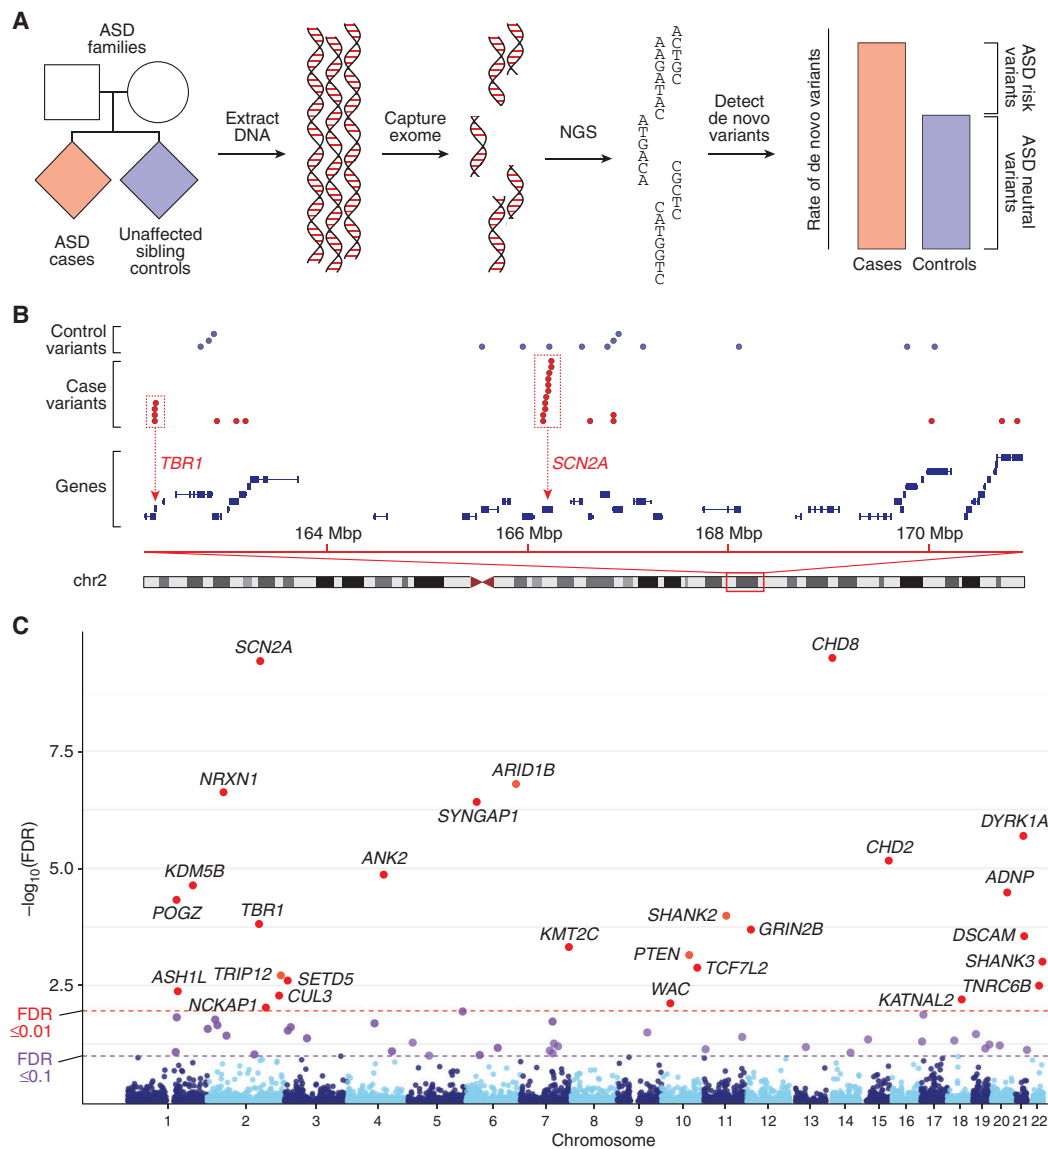 A
ASD
families
ASD
cases
Unaffected
sibling
controls
Extract
DNA
Capture
exome
NGS
ACTGC
AAGATAC
ATGACA
CGCTC
CATGGTC
Detect
de novo
variants
Rate of de novo variants
Cases
Controls
ASD risk
variants
ASD neutral
variants
B
Control
variants
Case
variants
TBR1
SCN2A
Genes
164 Mbp
166 Mbp
168 Mbp
170 Mbp
chr2
C
SCN2A
CHD8
7.5
NRXN1
ARID1B
SYNGAP1
DYRK1A
CHD2
ANK2
5.0
KDM5B
ADNP
POGZ
TBR1
SHANK2
GRIN2B
KMT2C
DSCAM
PTEN
TCF7L2
SHANK3
TRIP12
SETD5
2.5
ASH1L
CUL3
WAC
TNRC6B
NCKAP1
KATNAL2
–log10(FDR)
FDR
≤0.01
FDR
≤0.1
1 2 3 4 5 6 7 8 9 10 11 12 13 14 15 16 17 18 19 20 21 22
Chromosome